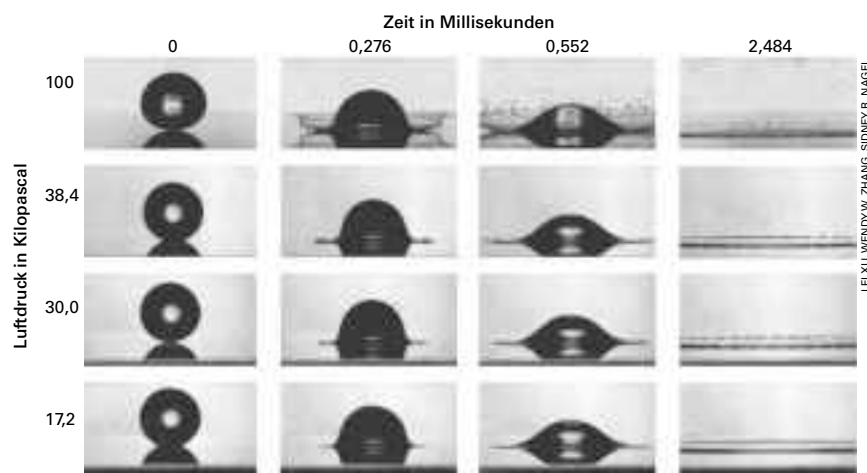 Zeit in Millisekunden
0 0,276 0,552 2,484
100
38,4
30,0
17,2
Luftdruck in Kilopascal
LEI XU, WENDY W. ZHANG, SIDNEY R. NAGEL